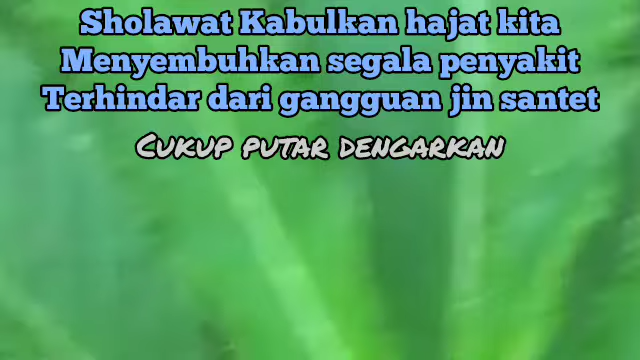 Sholawat Kabulkan hajat kita
Menyembuhkan segala penyakit
Terhindar dari gangguan jin santet
Cukup putar dengarkan